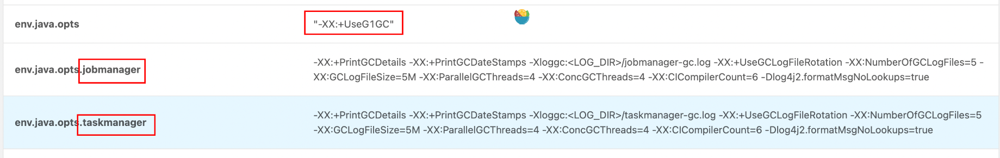 env.java.opts "-XX:+UseG1GC"
env.java.opts.jobmanager
-XX:+PrintGCDetails -XX:+PrintGCDateStamps -Xloggc:<LOG_DIR>/jobmanager-gc.log -XX:+UseGCLogFileRotation -XX:NumberOfGCLogFiles=5 -
XX:GCLogFileSize=5M -XX:ParallelGCThreads=4 -XX:ConcGCThreads=4 -XX:CICompilerCount=6 -Dlog4j2.formatMsgNoLookups=true
env.java.opts.taskmanager
-XX:+PrintGCDetails -XX:+PrintGCDateStamps -Xloggc:<LOG_DIR>/taskmanager-gc.log -XX:+UseGCLogFileRotation -XX:NumberOfGCLogFiles=5
-XX:GCLogFileSize=5M -XX:ParallelGCThreads=4 -XX:ConcGCThreads=4 -XX:CICompilerCount=6 -Dlog4j2.formatMsgNoLookups=true